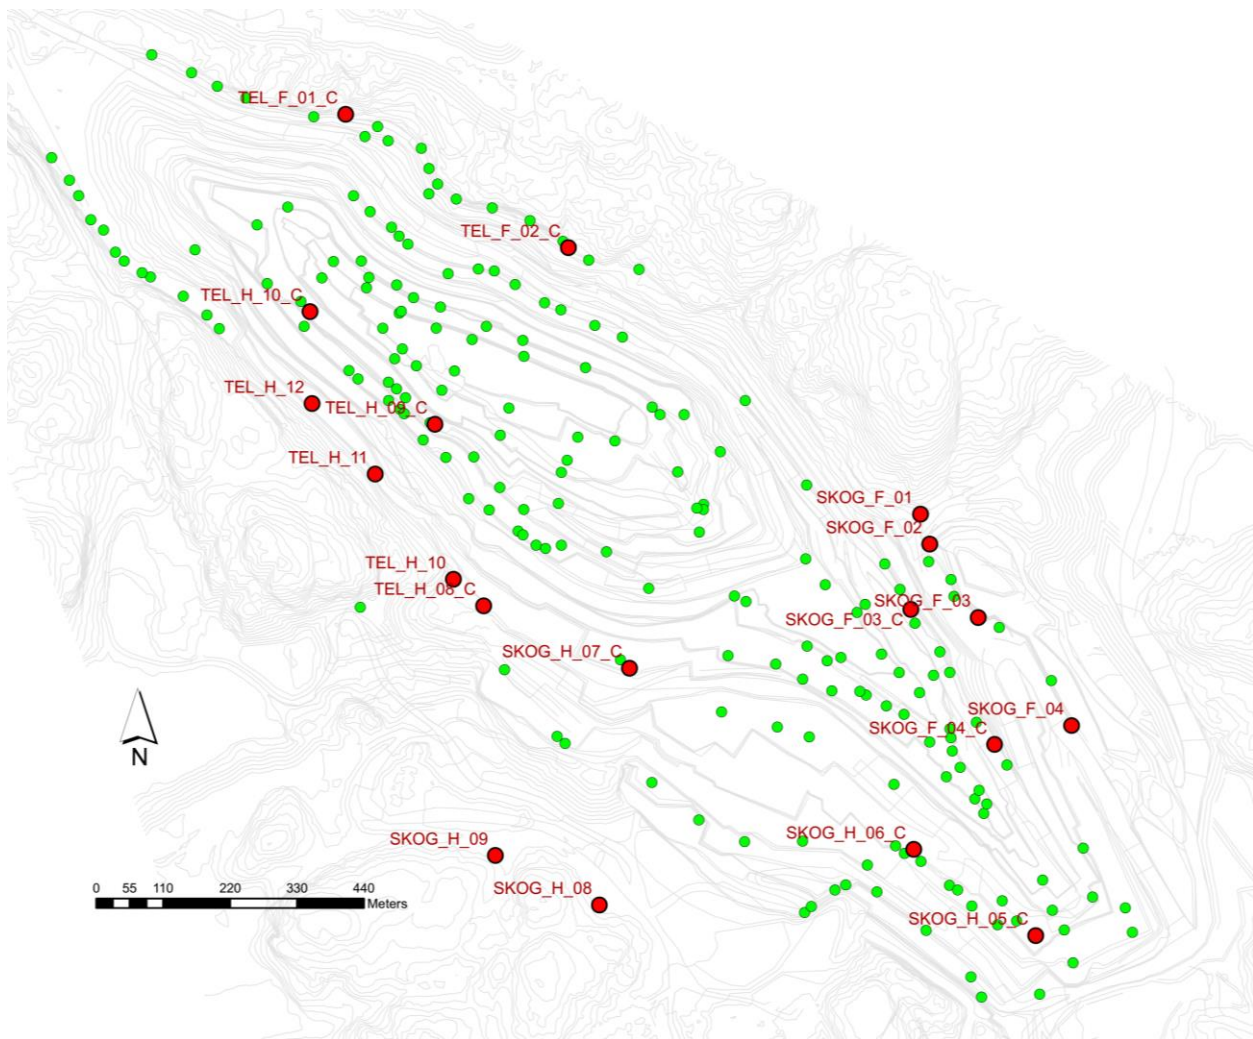 TEL_F_01_C
TEL_F_02_C
TEL_H_10_C
TEL_H_12
TEL_H_09_C
TEL_H_11
SKOG_F_01
SKOG_F_02
TEL_H_10
TEL_H_08_C
SKOG_F_03
SKOG_F_03_C
SKOG_H_07_C
SKOG_F_04
SKOG_F_04_C
N
SKOG_H_06_C
SKOG_H_09
SKOG_H_08
0 55 110 220 330 440
Meters
SKOG_H_05_C